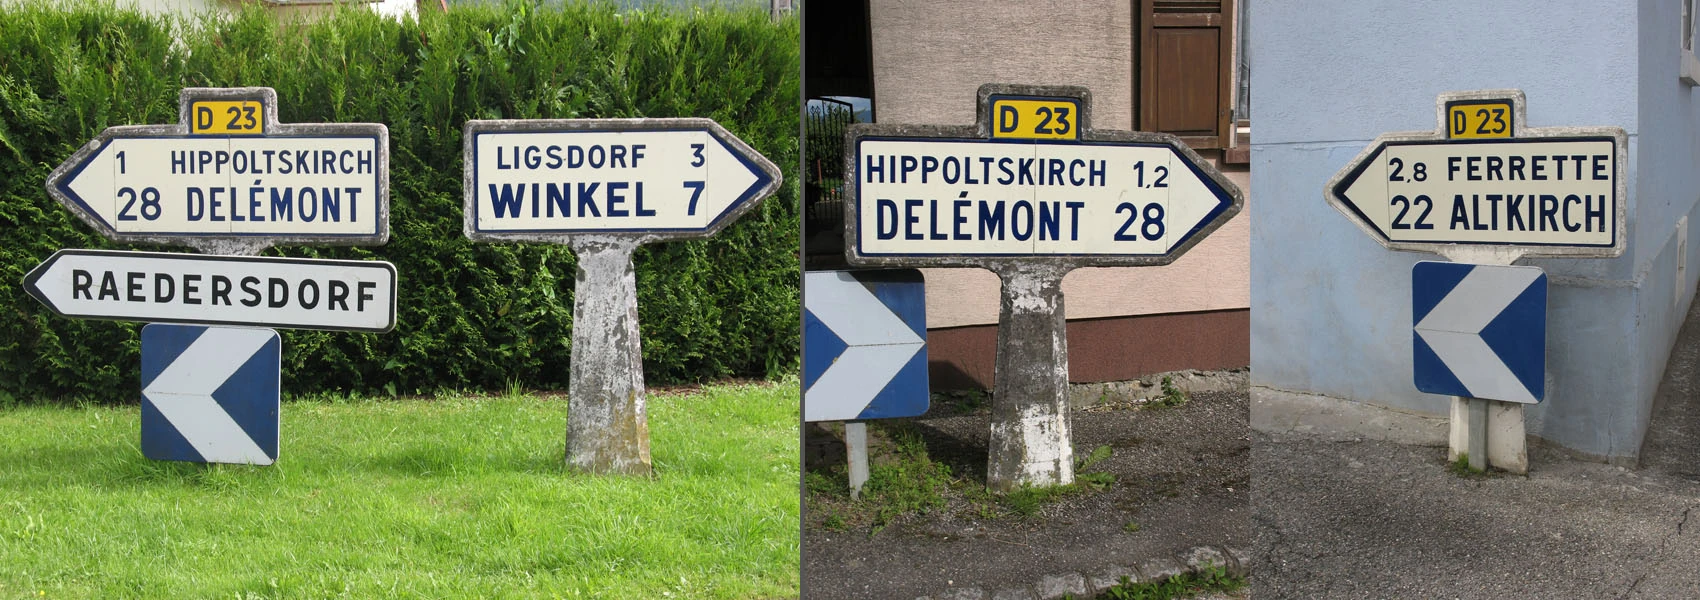 D 23
1 HIPPOLTSKIRCH
28 DELÉMONT
RAEDERSDORF
LIGSDORF 3
WINKEL 7
D 23
HIPPOLTSKIRCH 1,2
DELÉMONT 28
D 23
2,8 FERRETTE
22 ALTKIRCH